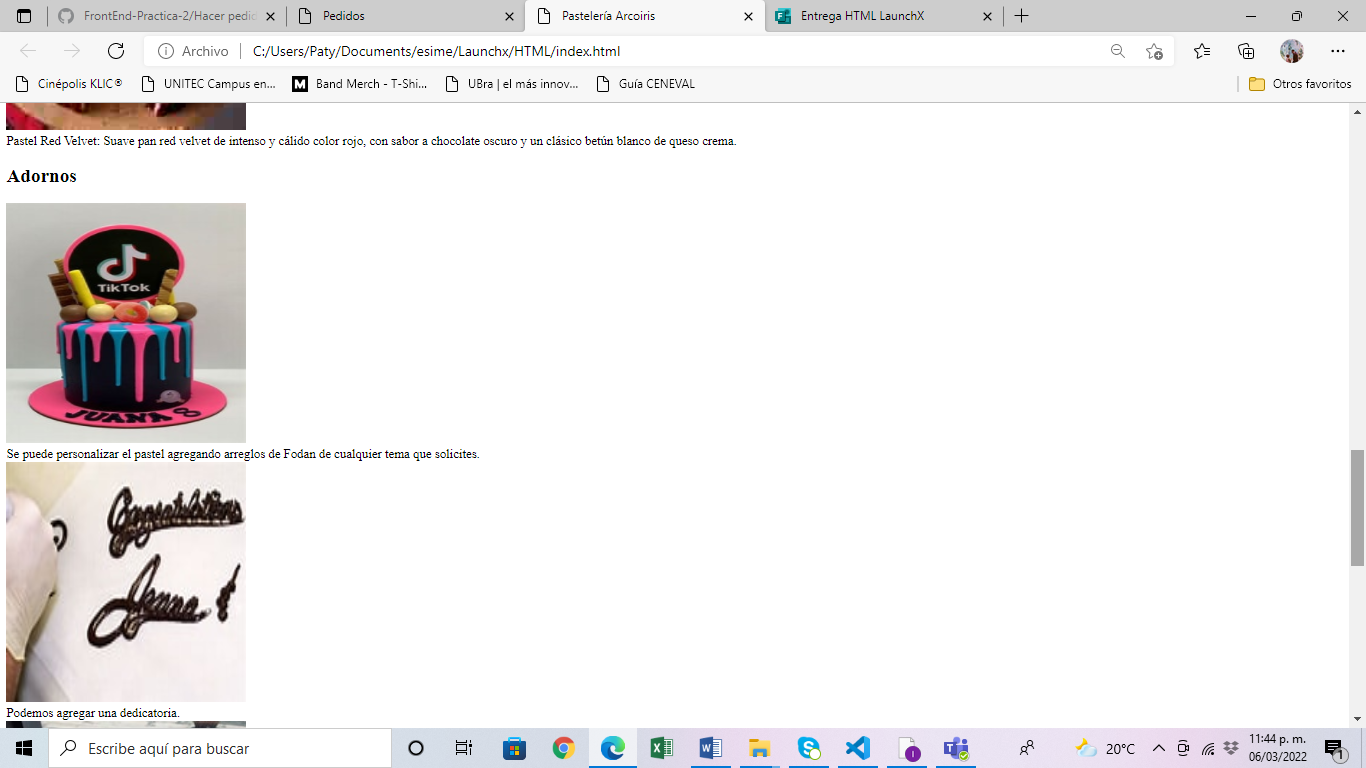 FrontEnd-Practica-2/Hacer pedid
Pedidos
Pastelería Arcoiris
Entrega HTML LaunchX
Archivo
C:/Users/Paty/Documents/esime/Launchx/HTML/index.html
Cinépolis KLIC®
UNITEC Campus en...
M
Band Merch - T-Shi...
UBra | el más innov...
Guía CENEVAL
Otros favoritos
Pastel Red Velvet: Suave pan red velvet de intenso y cálido color rojo, con sabor a chocolate oscuro y un clásico betún blanco de queso crema.
Adornos
TikTok
JUANA 8
Se puede personalizar el pastel agregando arreglos de Fodan de cualquier tema que solicites.
Congratulations
Podemos agregar una dedicatoria.
Escribe aquí para buscar
20°C
11:44 p. m.
06/03/2022
1